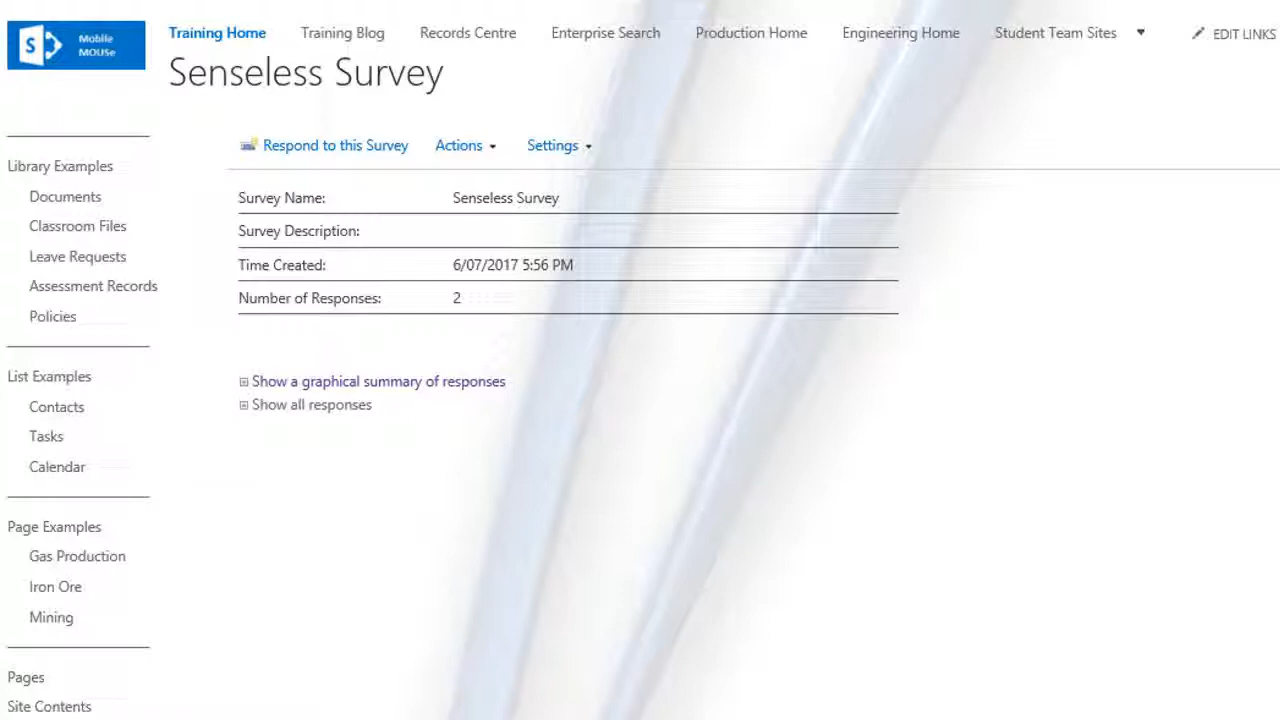 Mobile MOUSe
Training Home Training Blog Records Centre Enterprise Search Production Home Engineering Home Student Team Sites EDIT LINKS
Senseless Survey
Respond to this Survey Actions Settings
Survey Name: Senseless Survey
Survey Description:
Time Created: 6/07/2017 5:56 PM
Number of Responses: 2
Show a graphical summary of responses
Show all responses
Library Examples
Documents
Classroom Files
Leave Requests
Assessment Records
Policies
List Examples
Contacts
Tasks
Calendar
Page Examples
Gas Production
Iron Ore
Mining
Pages
Site Contents